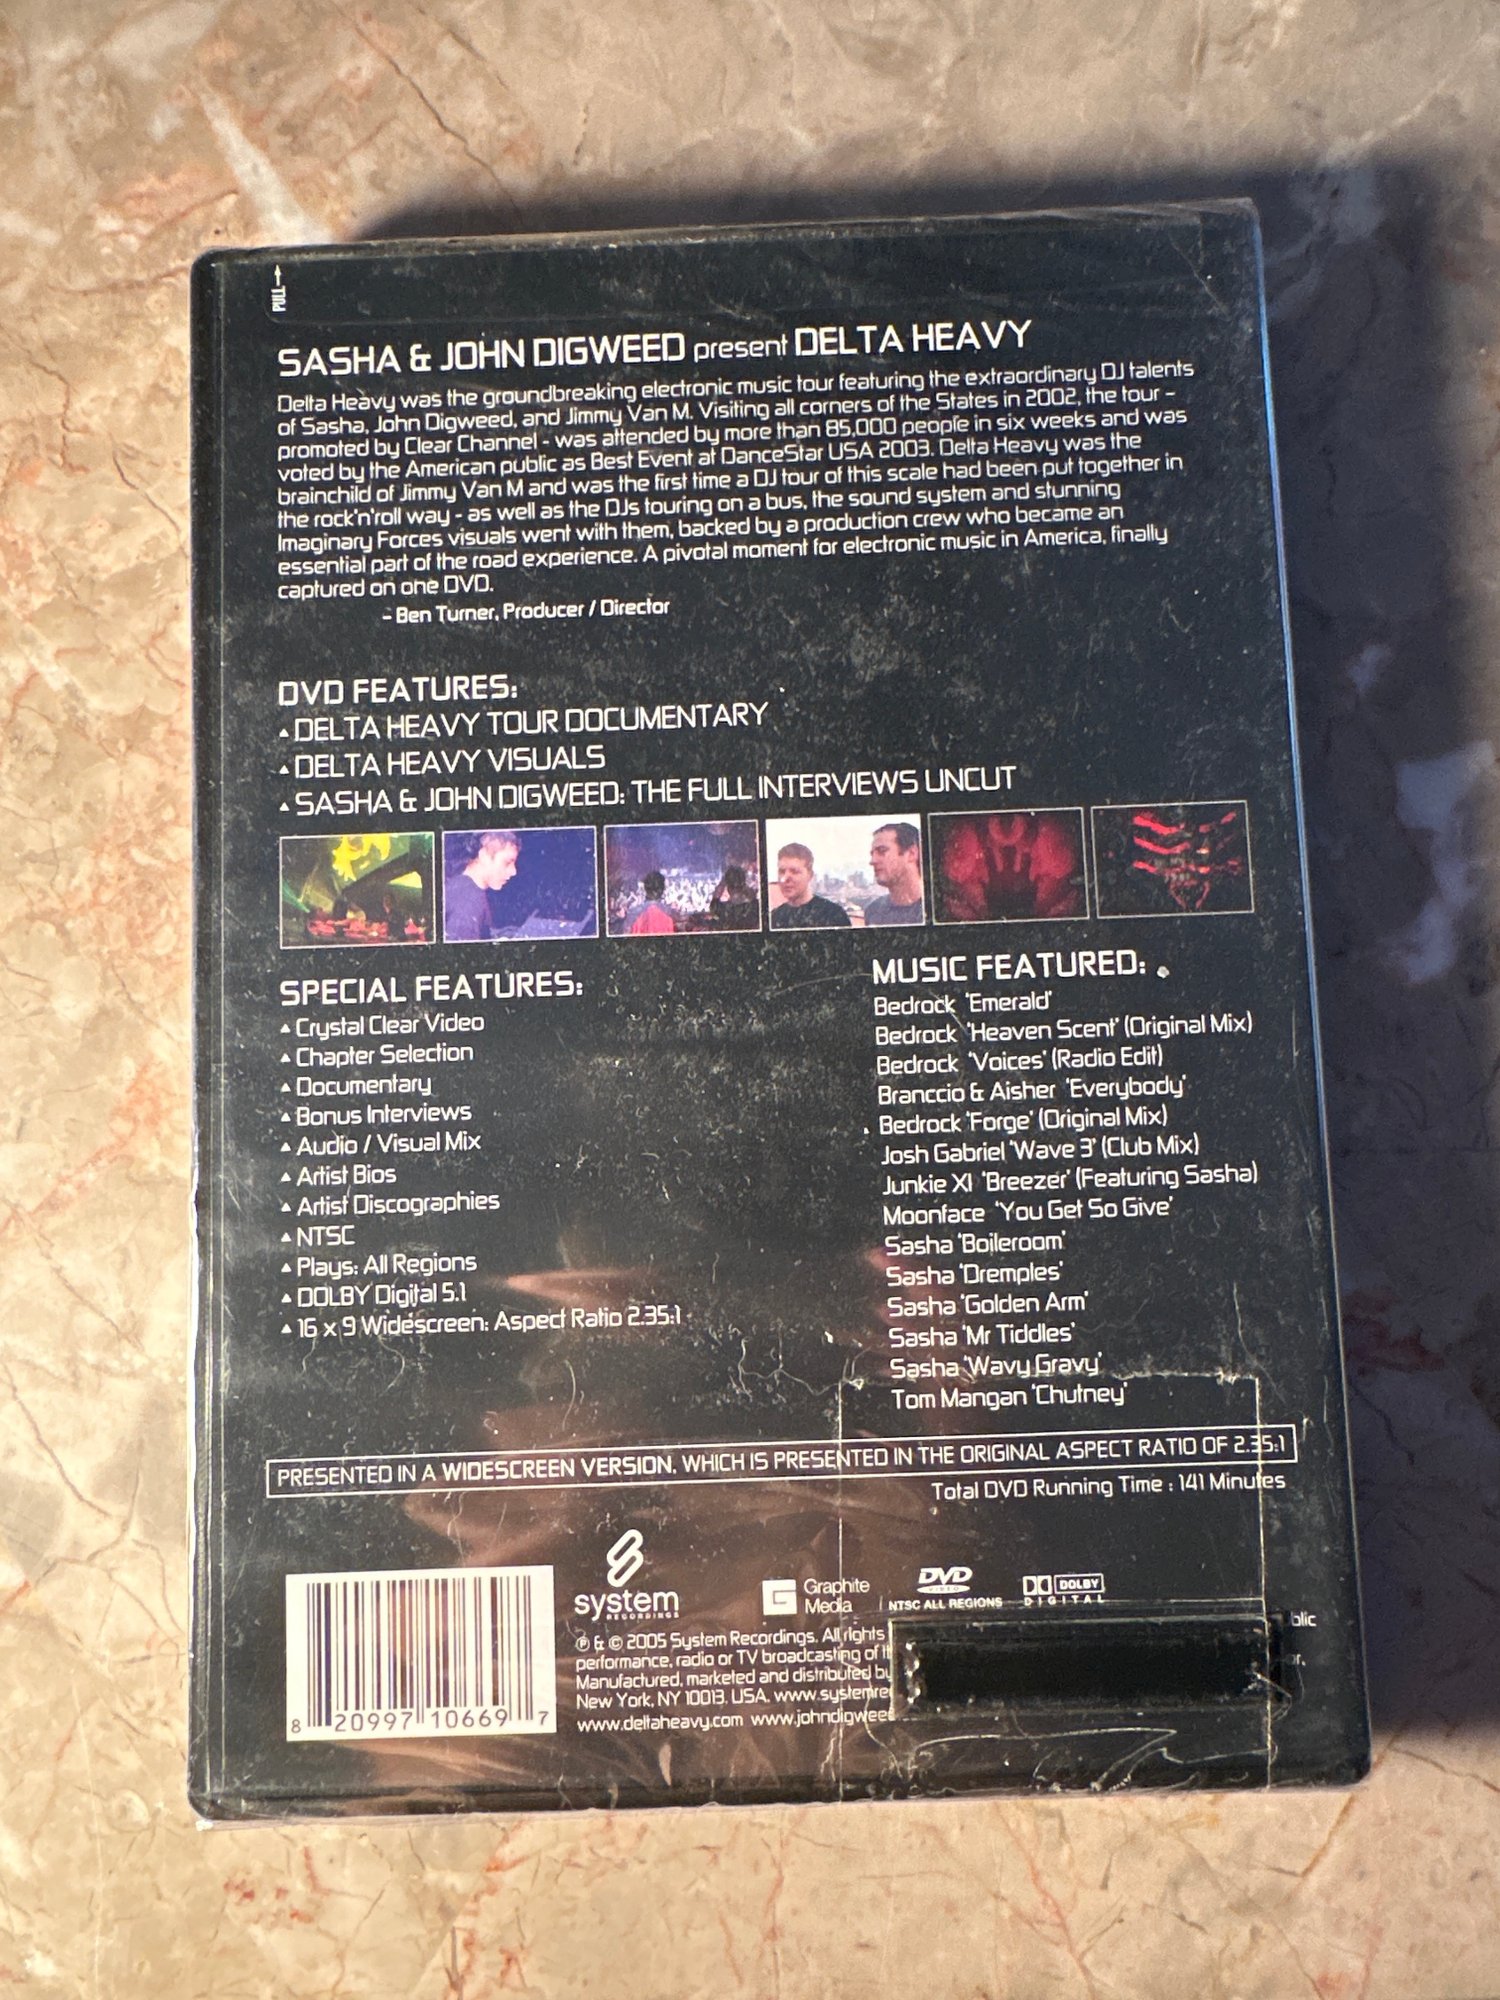 PULL→
SASHA & JOHN DIGWEED present DELTA HEAVY
Delta Heavy was the groundbreaking electronic music tour featuring the extraordinary DJ talents
of Sasha, John Digweed, and Jimmy Van M. Visiting all corners of the States in 2002, the tour –
promoted by Clear Channel - was attended by more than 85,000 people in six weeks and was
voted by the American public as Best Event at DanceStar USA 2003. Delta Heavy was the
brainchild of Jimmy Van M and was the first time a DJ tour of this scale had been put together in
the rock'n'roll way - as well as the DJs touring on a bus, the sound system and stunning
Imaginary Forces visuals went with them, backed by a production crew who became an
essential part of the road experience. A pivotal moment for electronic music in America, finally
captured on one DVD.
– Ben Turner, Producer / Director
DVD FEATURES:
▲ DELTA HEAVY TOUR DOCUMENTARY
▲ DELTA HEAVY VISUALS
▲ SASHA & JOHN DIGWEED: THE FULL INTERVIEWS UNCUT
SPECIAL FEATURES:
▲ Crystal Clear Video
▲ Chapter Selection
▲ Documentary
▲ Bonus Interviews
▲ Audio / Visual Mix
▲ Artist Bios
▲ Artist Discographies
▲ NTSC
▲ Plays: All Regions
▲ DOLBY Digital 5.1
▲ 16 x 9 Widescreen: Aspect Ratio 2.35:1
MUSIC FEATURED:
Bedrock 'Emerald'
Bedrock 'Heaven Scent' (Original Mix)
Bedrock 'Voices' (Radio Edit)
Branccio & Aisher 'Everybody'
Bedrock 'Forge' (Original Mix)
Josh Gabriel 'Wave 3' (Club Mix)
Junkie XI 'Breezer' (Featuring Sasha)
Moonface 'You Get So Give'
Sasha 'Boileroom'
Sasha 'Dremples'
Sasha 'Golden Arm'
Sasha 'Mr Tiddles'
Sasha 'Wavy Gravy'
Tom Mangan 'Chutney'
PRESENTED IN A WIDESCREEN VERSION, WHICH IS PRESENTED IN THE ORIGINAL ASPECT RATIO OF 2.35:1
Total DVD Running Time : 141 Minutes
8 20997 10669 7
system
RECORDINGS
Graphite
Media
DVD
VIDEO
NTSC ALL REGIONS
DOLBY
DIGITAL
℗ & © 2005 System Recordings. All rights
performance, radio or TV broadcasting of
Manufactured, marketed and distributed by
New York, NY 10013. USA. www.systemre
www.deltaheavy.com www.johndigweed
blic